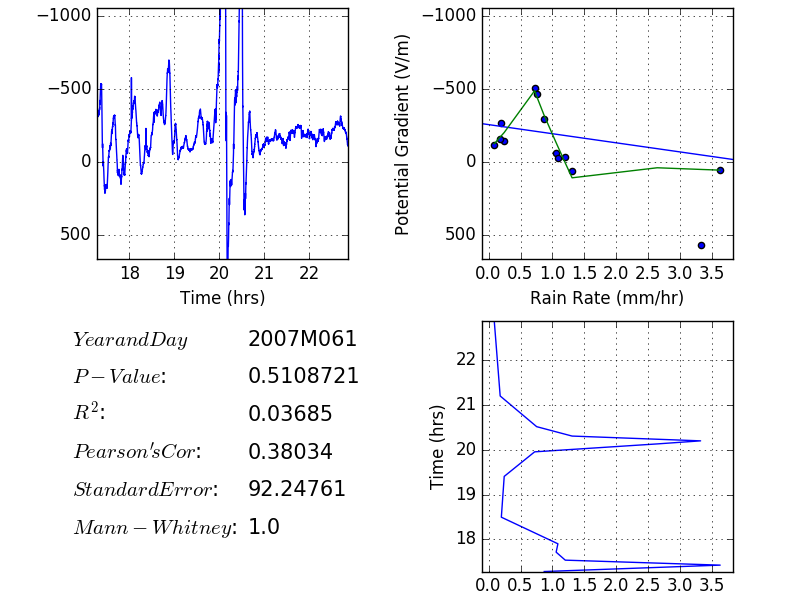 −1000
−500
0
500
18 19 20 21 22
Time (hrs)
Potential Gradient (V/m)
−1000
−500
0
500
0.0 0.5 1.0 1.5 2.0 2.5 3.0 3.5
Rain Rate (mm/hr)
YearandDay 2007M061
P−Value: 0.5108721
R²: 0.03685
Pearson'sCor: 0.38034
StandardError: 92.24761
Mann−Whitney: 1.0
Time (hrs)
22
21
20
19
18
0.0 0.5 1.0 1.5 2.0 2.5 3.0 3.5